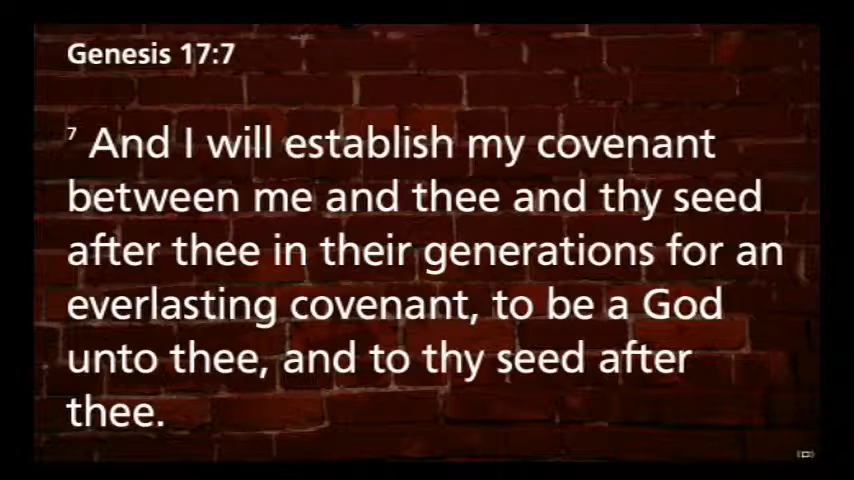 Genesis 17:7
7 And I will establish my covenant
between me and thee and thy seed
after thee in their generations for an
everlasting covenant, to be a God
unto thee, and to thy seed after
thee.